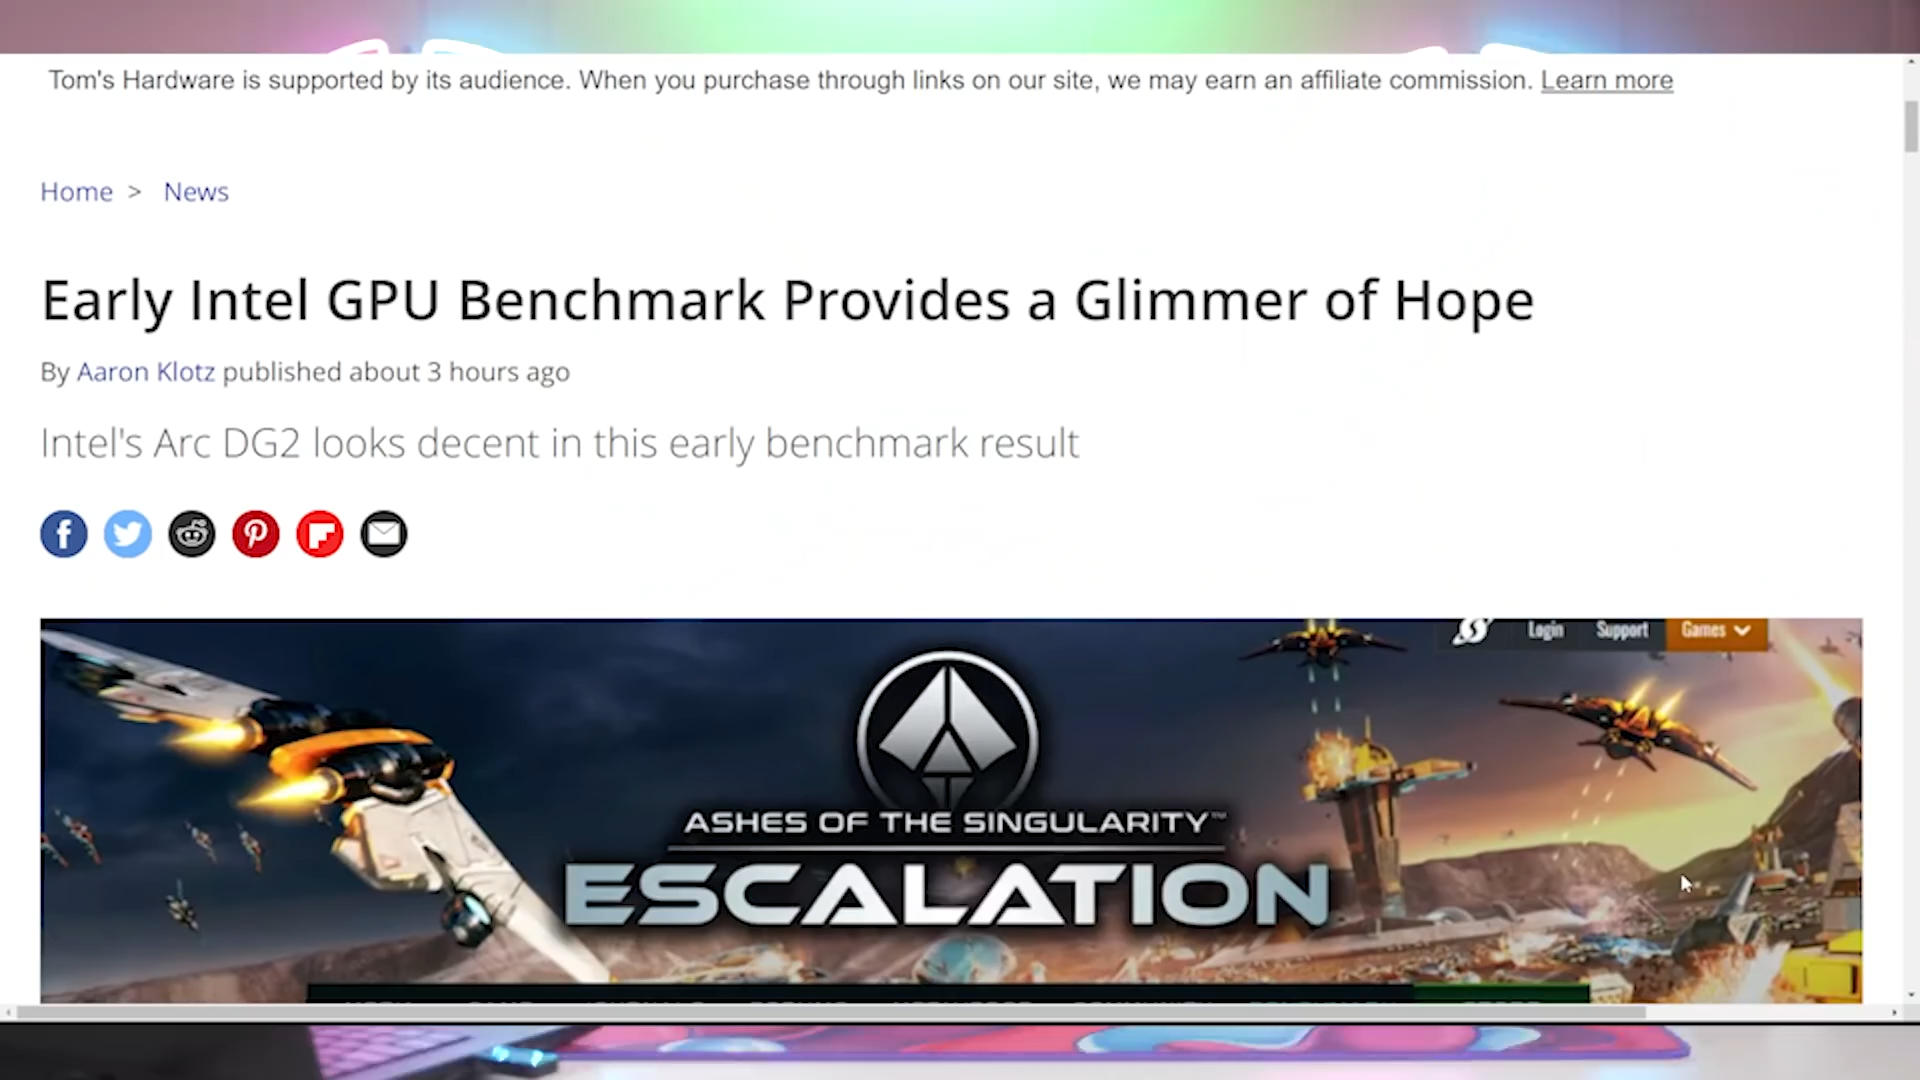 Tom's Hardware is supported by its audience. When you purchase through links on our site, we may earn an affiliate commission. Learn more
Home > News
Early Intel GPU Benchmark Provides a Glimmer of Hope
By Aaron Klotz published about 3 hours ago
Intel's Arc DG2 looks decent in this early benchmark result
Login Support Games
ASHES OF THE SINGULARITY™
ESCALATION